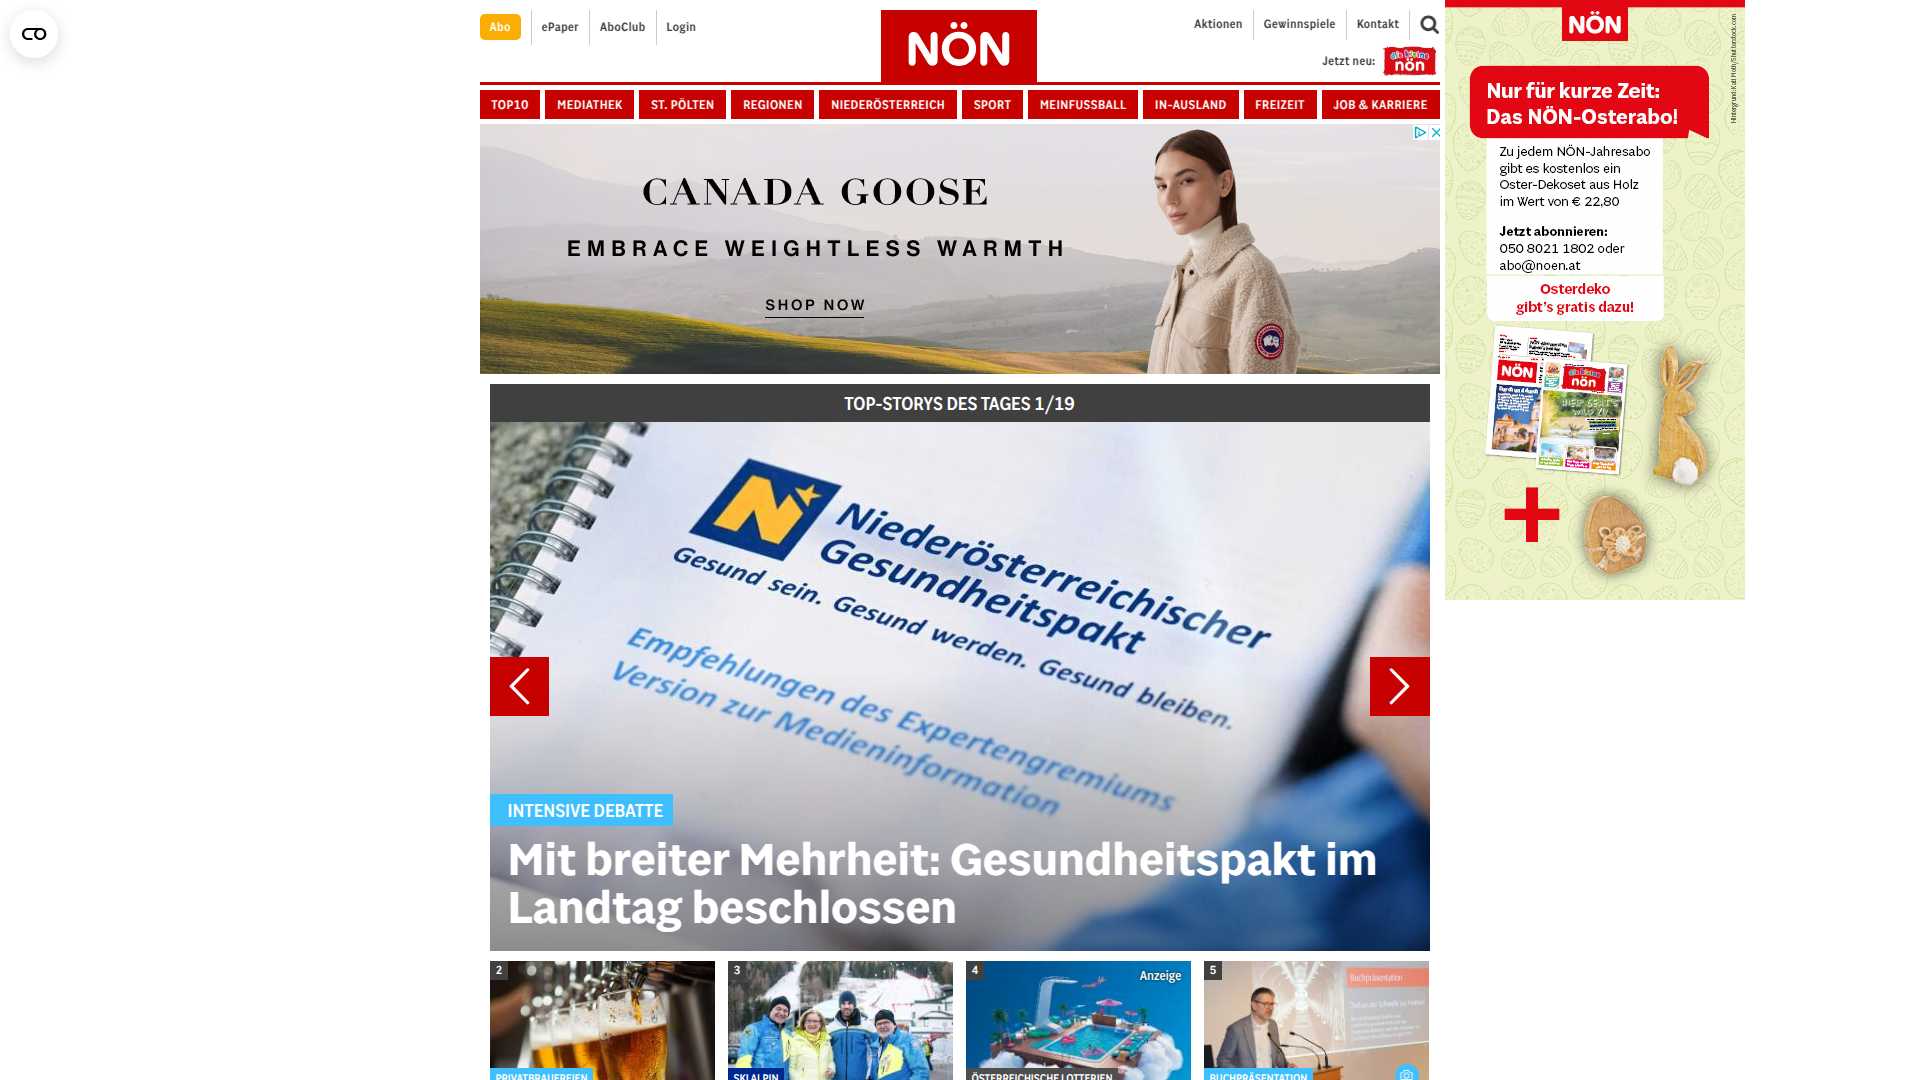 Abo
ePaper
AboClub
Login
NÖN
Aktionen
Gewinnspiele
Kontakt
Jetzt neu:
die kleine
nön
TOP10
MEDIATHEK
ST. PÖLTEN
REGIONEN
NIEDERÖSTERREICH
SPORT
MEINFUSSBALL
IN-AUSLAND
FREIZEIT
JOB & KARRIERE
CANADA GOOSE
EMBRACE WEIGHTLESS WARMTH
SHOP NOW
NÖN
Nur für kurze Zeit:
Das NÖN-Osterabo!
Zu jedem NÖN-Jahresabo
gibt es kostenlos ein
Oster-Dekoset aus Holz
im Wert von € 22,80
Jetzt abonnieren:
050 8021 1802 oder
abo@noen.at
Osterdeko
gibt's gratis dazu!
NÖN
die kleine
nön
TOP-STORYS DES TAGES 1/19
N
Niederösterreichischer
Gesundheitspakt
Gesund sein. Gesund werden. Gesund bleiben.
Empfehlungen des Expertengremiums
Version zur Medieninformation
INTENSIVE DEBATTE
Mit breiter Mehrheit: Gesundheitspakt im
Landtag beschlossen
2
PRIVATBRAUEREIEN
3
SKI ALPIN
4
Anzeige
ÖSTERREICHISCHE LOTTERIEN
5
Buchpräsentation
BUCHPRÄSENTATION